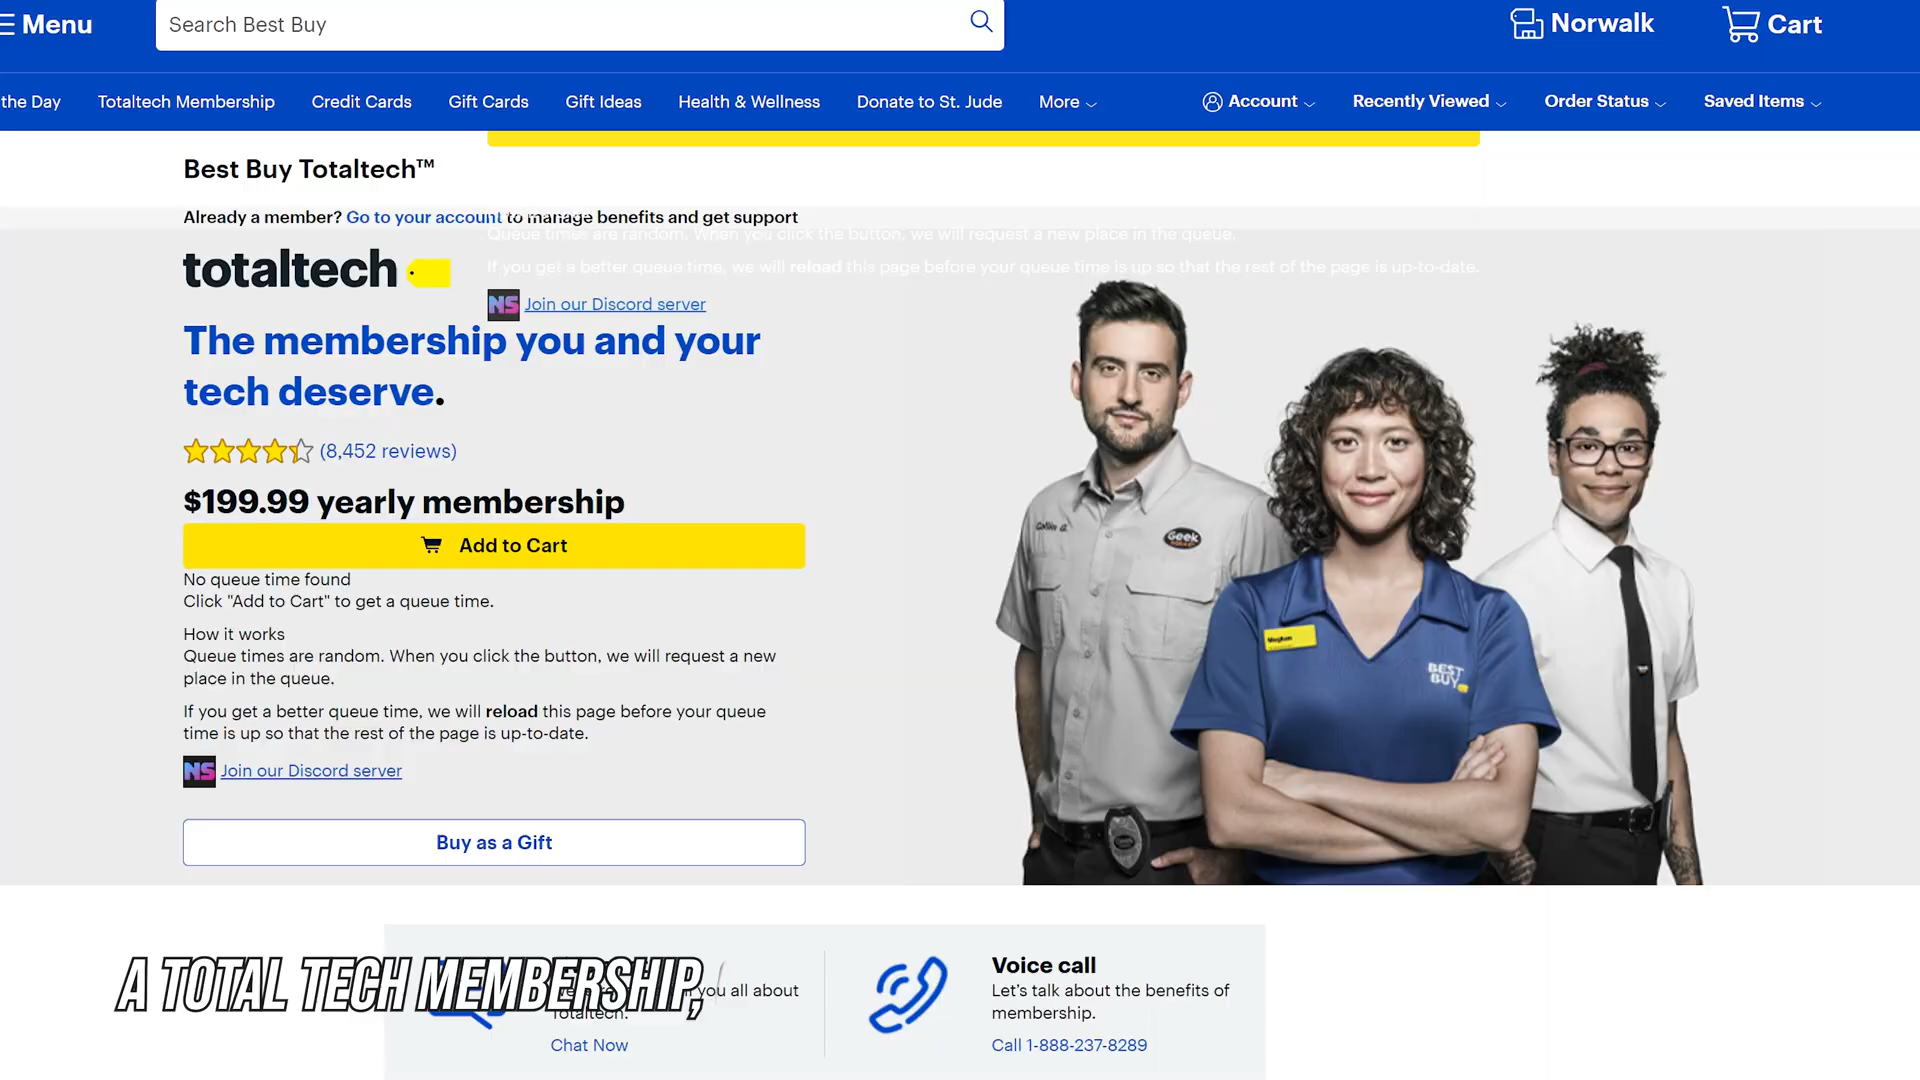 Menu
Search Best Buy
Norwalk
Cart
the Day
Totaltech Membership
Credit Cards
Gift Cards
Gift Ideas
Health & Wellness
Donate to St. Jude
More
Account
Recently Viewed
Order Status
Saved Items
Best Buy Totaltech™
Already a member? Go to your account to manage benefits and get support
Queue times are random. When you click the button, we will request a new place in the queue.
If you get a better queue time, we will reload this page before your queue time is up so that the rest of the page is up-to-date.
totaltech
NS Join our Discord server
The membership you and your
tech deserve.
(8,452 reviews)
$199.99 yearly membership
Add to Cart
No queue time found
Click "Add to Cart" to get a queue time.
How it works
Queue times are random. When you click the button, we will request a new
place in the queue.
If you get a better queue time, we will reload this page before your queue
time is up so that the rest of the page is up-to-date.
NS Join our Discord server
Buy as a Gift
Geek
Meghan
BEST
BUY
A TOTAL TECH MEMBERSHIP,
you all about
Totaltech.
Chat Now
Voice call
Let's talk about the benefits of
membership.
Call 1-888-237-8289